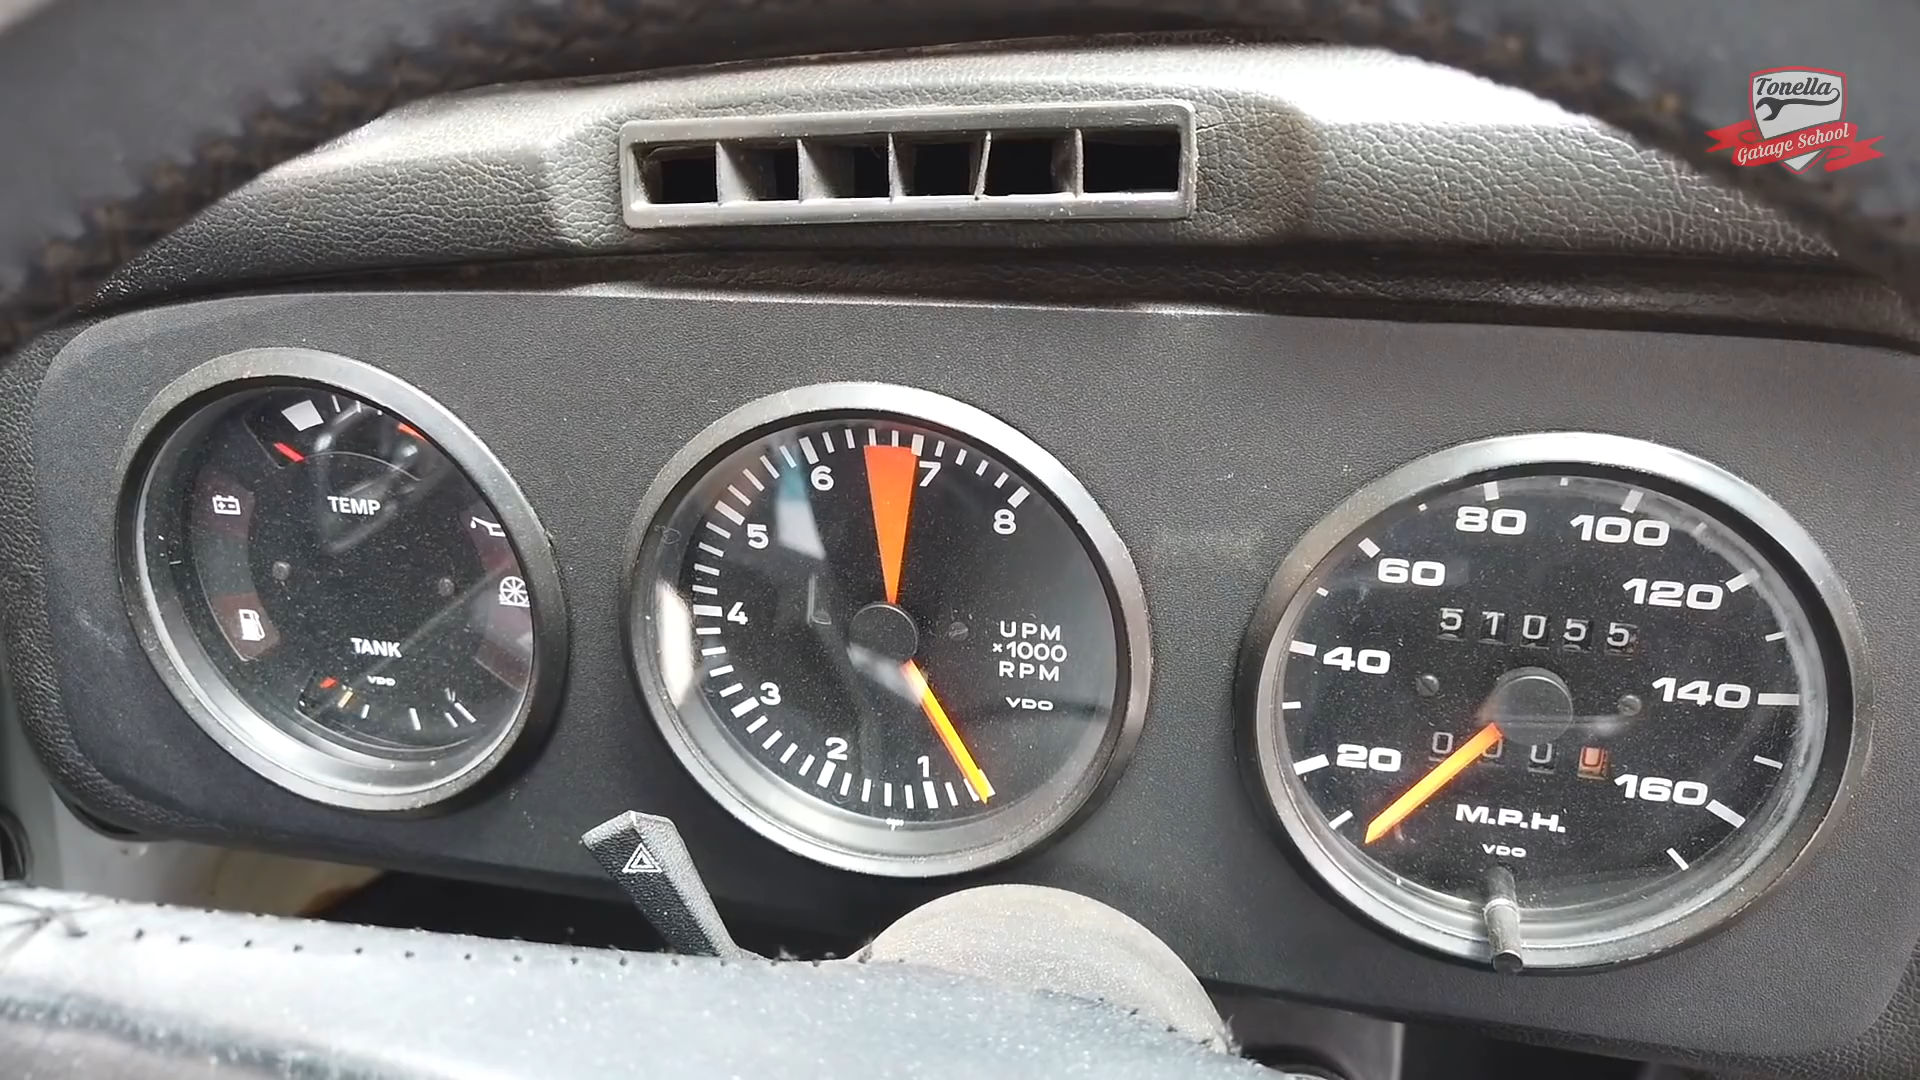 Tonella
Garage School
TEMP
TANK
VDO
1
2
3
4
5
6
7
8
UPM
×1000
RPM
VDO
20
40
60
80
100
120
140
160
51055
0000
M.P.H.
VDO